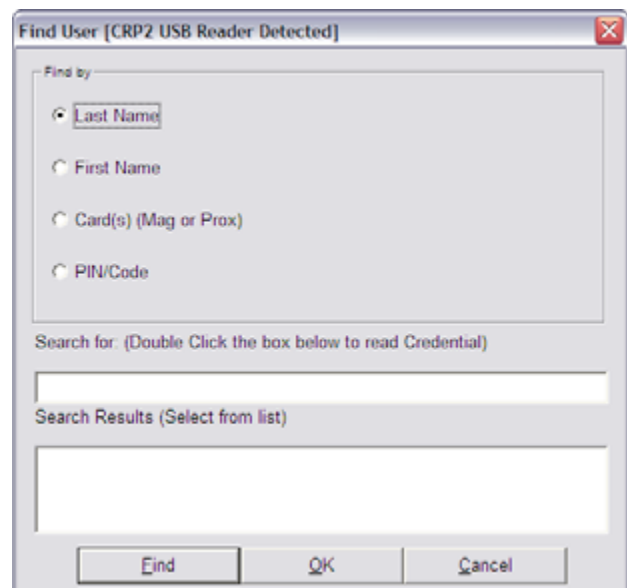 Find User [CRP2 USB Reader Detected]
Find by
Last Name
First Name
Card(s) (Mag or Prox)
PIN/Code
Search for: (Double Click the box below to read Credential)
Search Results (Select from list)
Find OK Cancel